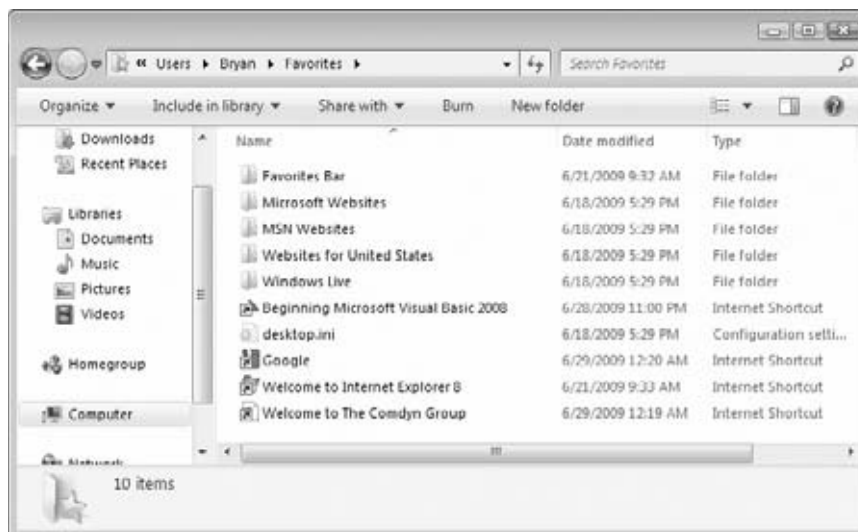 « Users ▸ Bryan ▸ Favorites ▸ Search Favorites
Organize ▾ Include in library ▾ Share with ▾ Burn New folder
Downloads
Recent Places
Libraries
Documents
Music
Pictures
Videos
Homegroup
Computer
Network
Name Date modified Type
Favorites Bar 6/21/2009 9:32 AM File folder
Microsoft Websites 6/18/2009 5:29 PM File folder
MSN Websites 6/18/2009 5:29 PM File folder
Websites for United States 6/18/2009 5:29 PM File folder
Windows Live 6/18/2009 5:29 PM File folder
Beginning Microsoft Visual Basic 2008 6/28/2009 11:00 PM Internet Shortcut
desktop.ini 6/18/2009 5:29 PM Configuration setti...
Google 6/29/2009 12:20 AM Internet Shortcut
Welcome to Internet Explorer 8 6/21/2009 9:33 AM Internet Shortcut
Welcome to The Comdyn Group 6/29/2009 12:19 AM Internet Shortcut
10 items